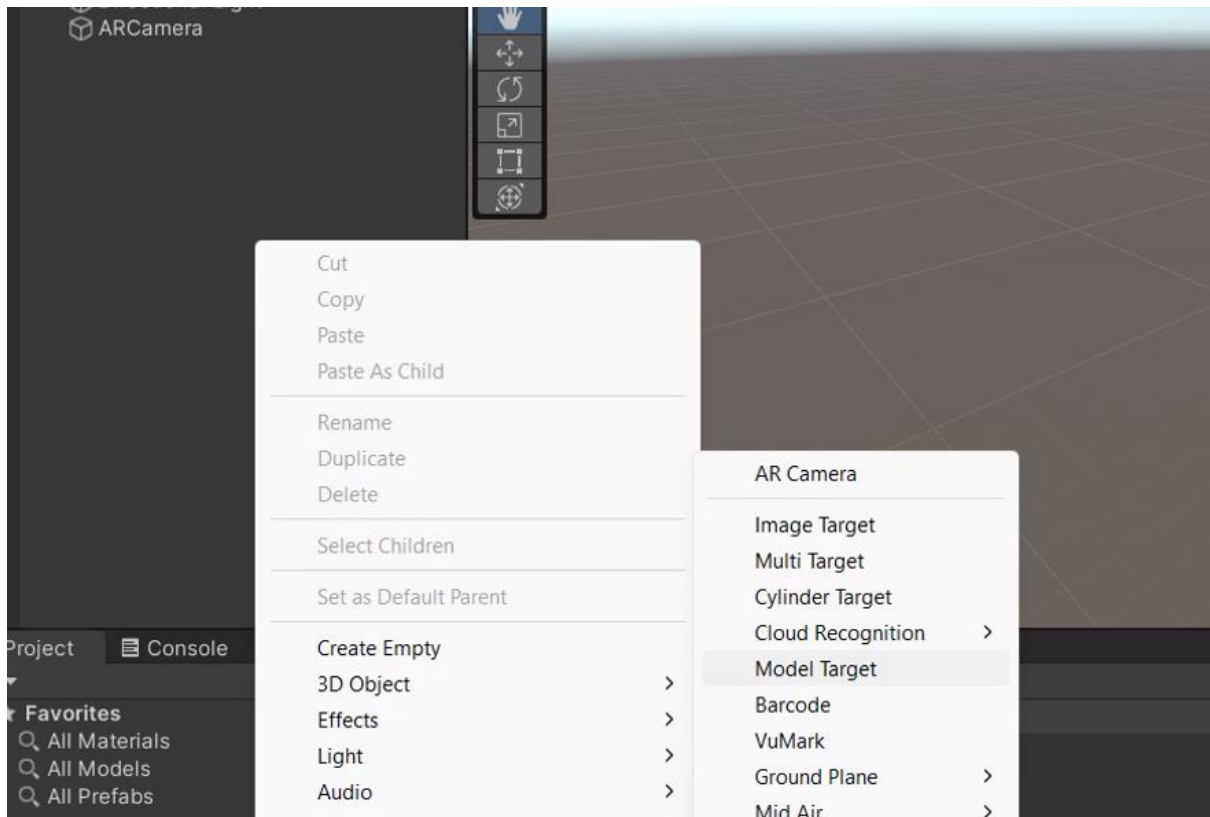 ARCamera
Cut
Copy
Paste
Paste As Child
Rename
Duplicate
Delete
Select Children
Set as Default Parent
Create Empty
3D Object
Effects
Light
Audio
AR Camera
Image Target
Multi Target
Cylinder Target
Cloud Recognition
Model Target
Barcode
VuMark
Ground Plane
Mid Air
Project
Console
Favorites
All Materials
All Models
All Prefabs